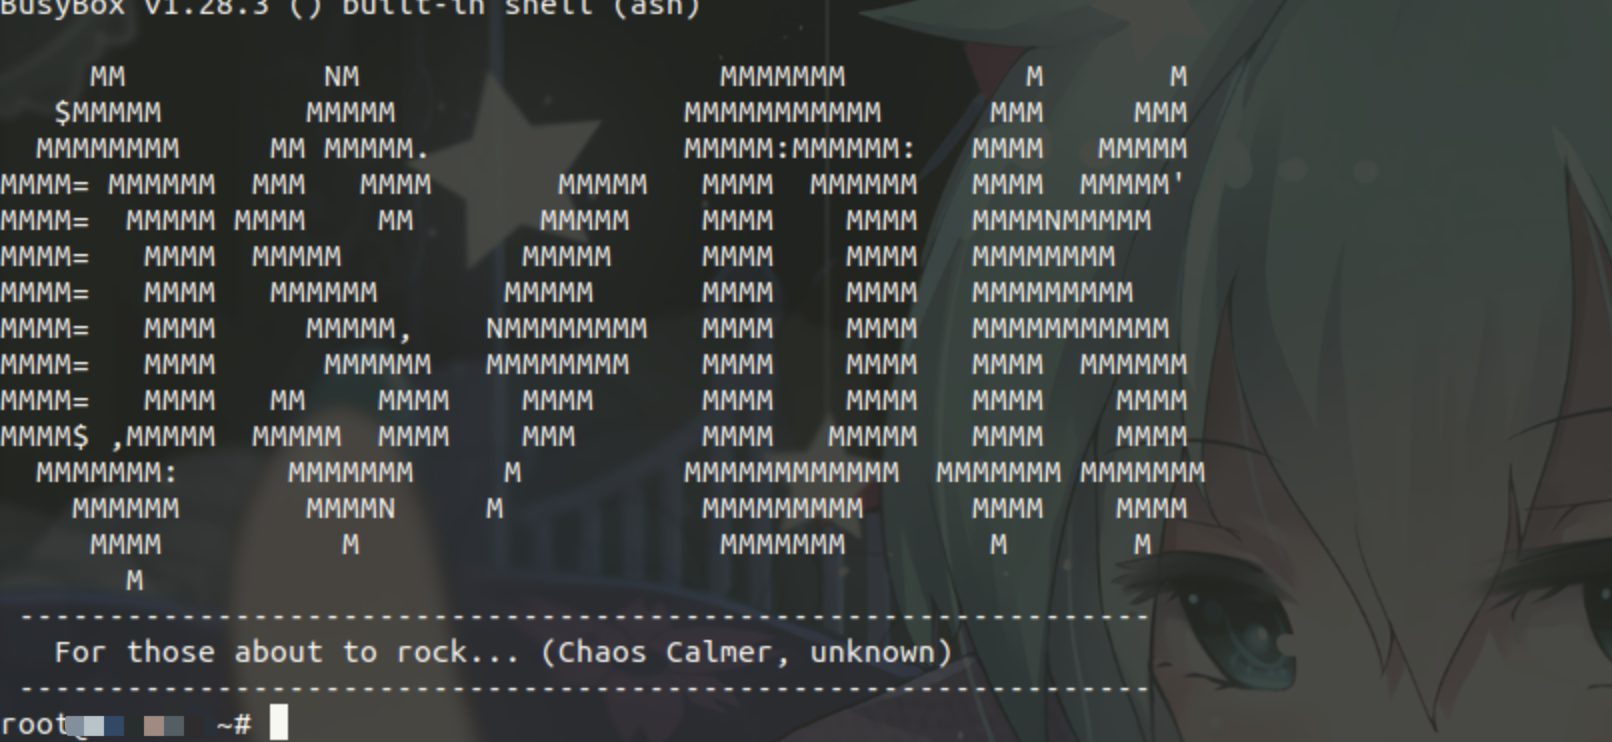 BusyBox v1.28.3 () built-in shell (ash)
     MM           NM                    MMMMMMM          M       M
   $MMMMM        MMMMM                MMMMMMMMMMM      MMM     MMM
  MMMMMMMM     MM MMMMM.              MMMMM:MMMMMM:   MMMM   MMMMM
MMMM= MMMMMM  MMM   MMMM       MMMMM   MMMM  MMMMMM   MMMM  MMMMM'
MMMM=  MMMMM MMMM    MM       MMMMM    MMMM    MMMM   MMMMNMMMMM
MMMM=   MMMM  MMMMM          MMMMM     MMMM    MMMM   MMMMMMMM
MMMM=   MMMM   MMMMMM       MMMMM      MMMM    MMMM   MMMMMMMMM
MMMM=   MMMM     MMMMM,    NMMMMMMMM   MMMM    MMMM   MMMMMMMMMMM
MMMM=   MMMM      MMMMMM   MMMMMMMM    MMMM    MMMM   MMMM  MMMMMM
MMMM=   MMMM   MM    MMMM    MMMM      MMMM    MMMM   MMMM    MMMM
MMMM$ ,MMMMM  MMMMM  MMMM    MMM       MMMM   MMMMM   MMMM    MMMM
  MMMMMMM:      MMMMMMM     M         MMMMMMMMMMMM  MMMMMMM MMMMMMM
    MMMMMM       MMMMN     M           MMMMMMMMM      MMMM    MMMM
     MMMM          M                    MMMMMMM        M       M
       M
 ---------------------------------------------------------------
   For those about to rock... (Chaos Calmer, unknown)
 ---------------------------------------------------------------
root@ ~#